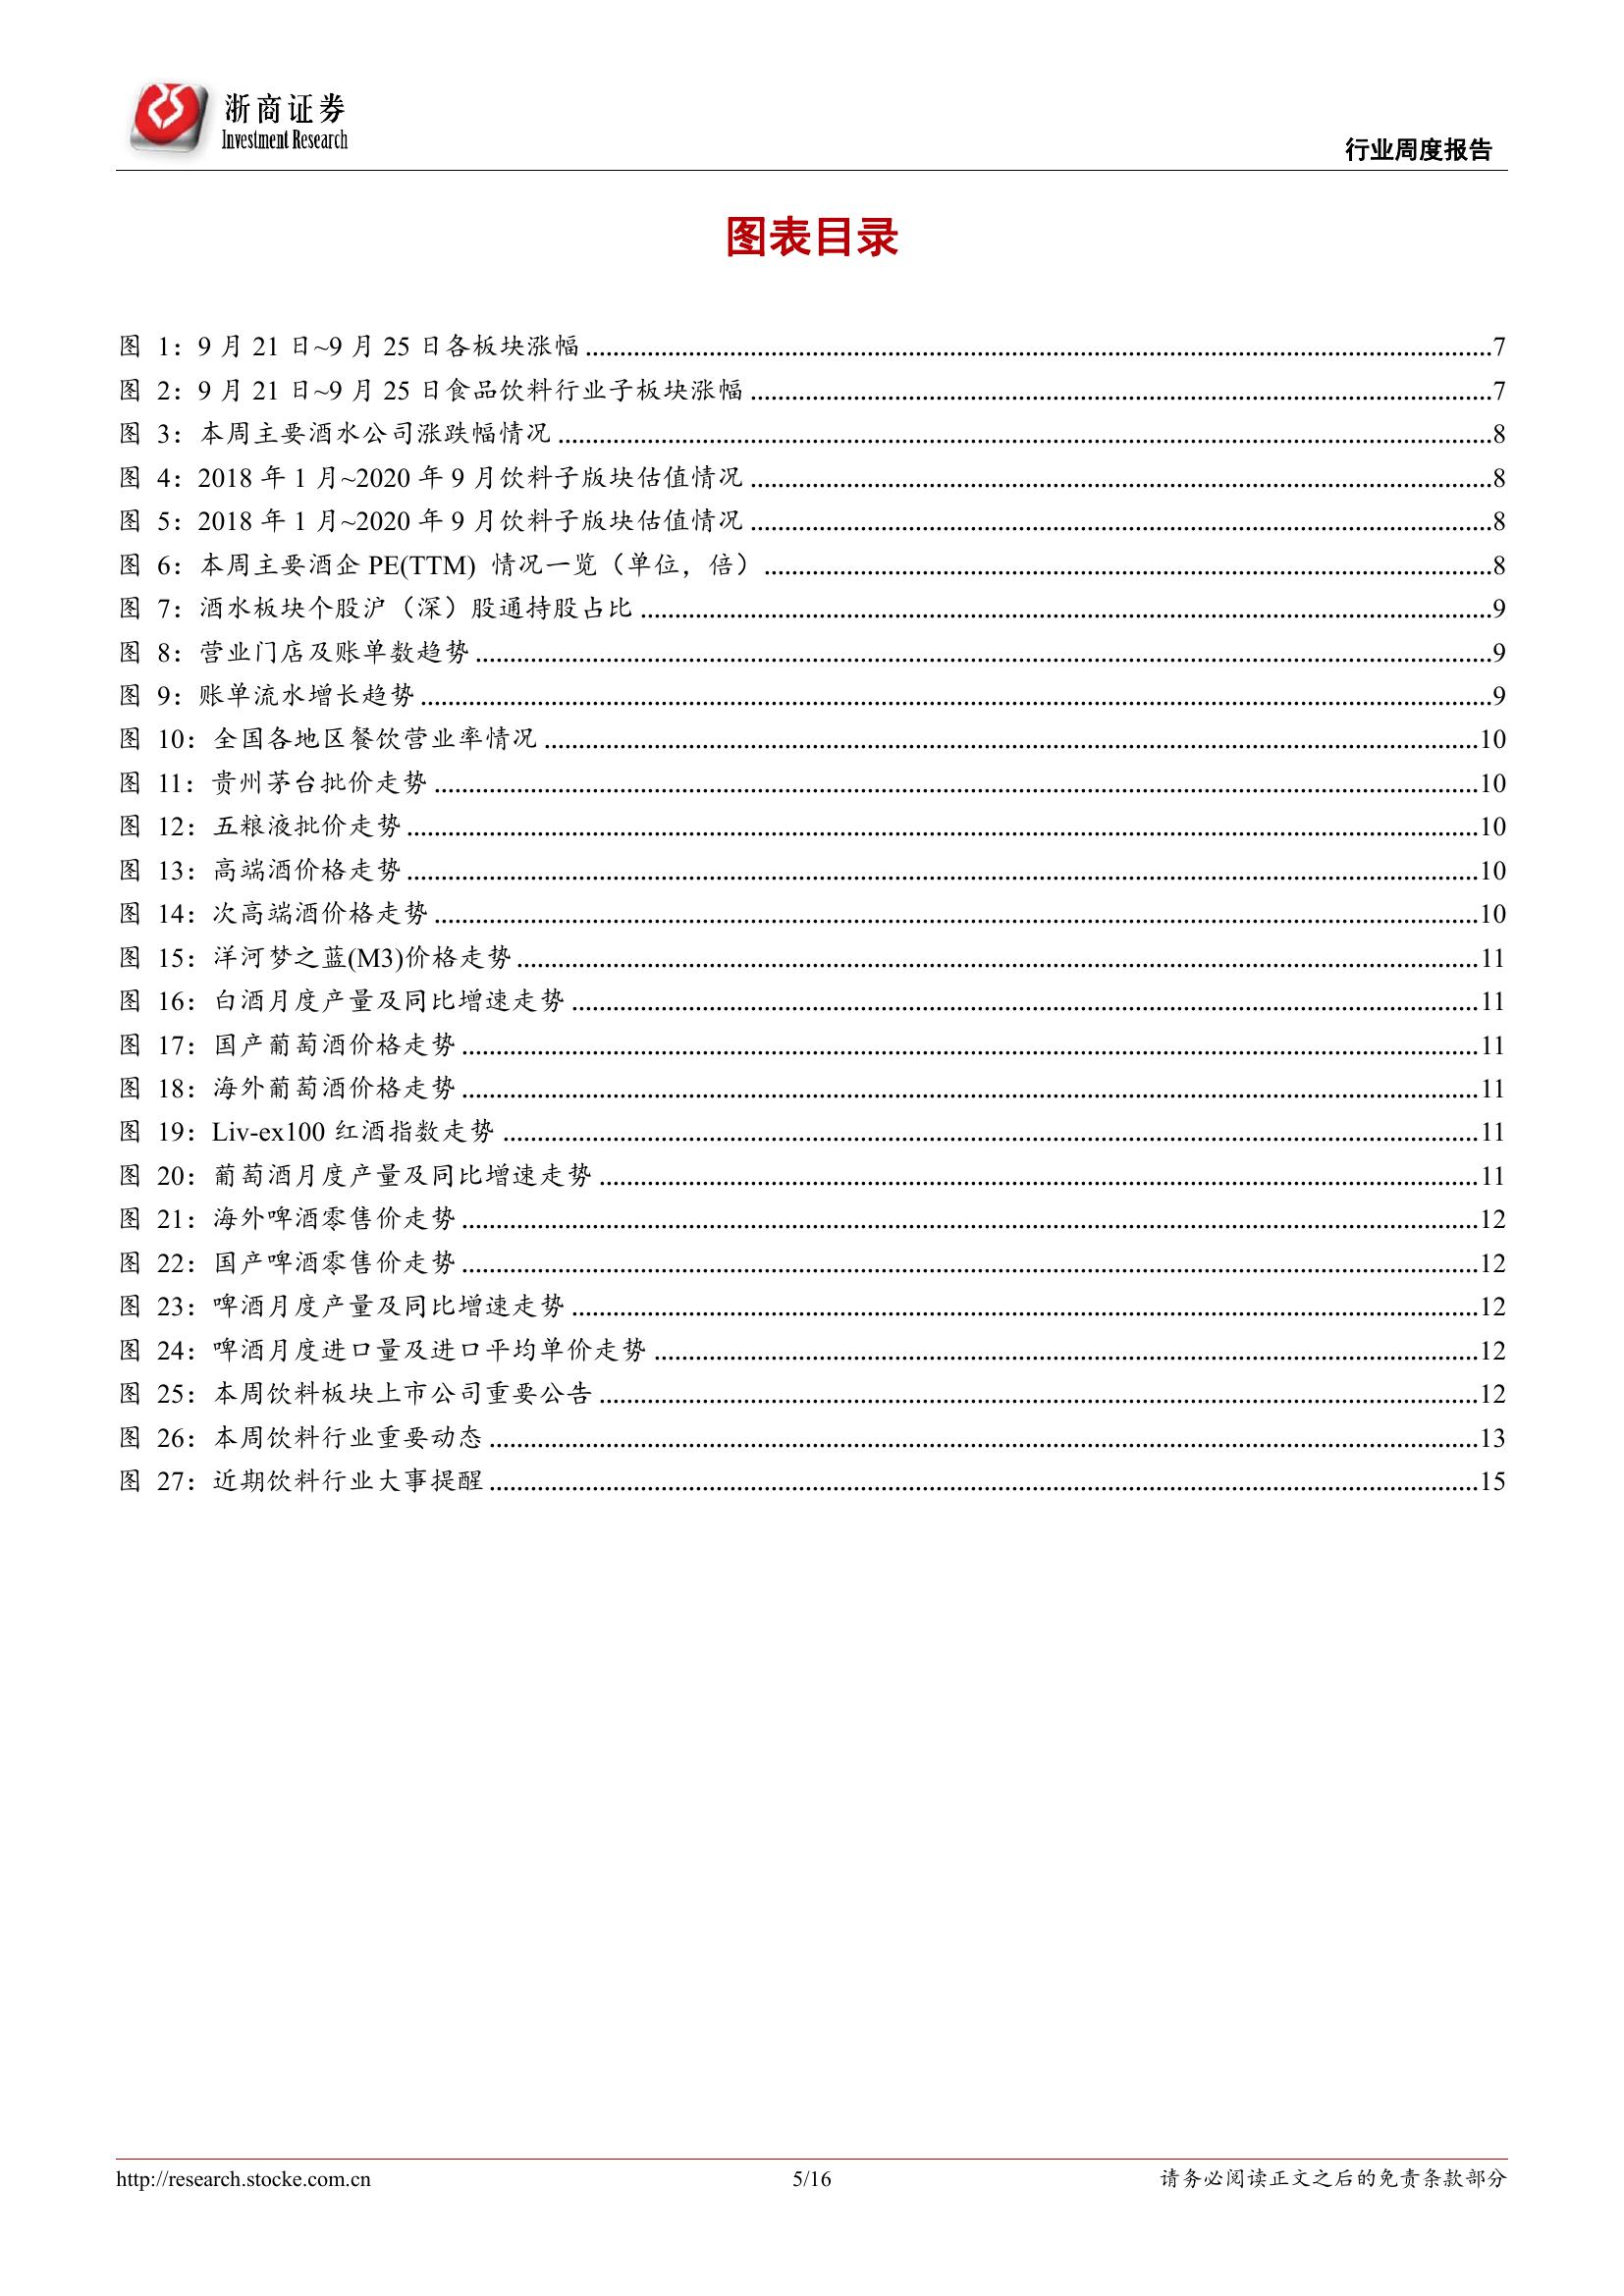 浙商证券
Investment Research
行业周度报告
图表目录
图 1：9 月 21 日~9 月 25 日各板块涨幅 ........ 7
图 2：9 月 21 日~9 月 25 日食品饮料行业子板块涨幅 ........ 7
图 3：本周主要酒水公司涨跌幅情况 ........ 8
图 4：2018 年 1 月~2020 年 9 月饮料子版块估值情况 ........ 8
图 5：2018 年 1 月~2020 年 9 月饮料子版块估值情况 ........ 8
图 6：本周主要酒企 PE(TTM) 情况一览（单位，倍） ........ 8
图 7：酒水板块个股沪（深）股通持股占比 ........ 9
图 8：营业门店及账单数趋势 ........ 9
图 9：账单流水增长趋势 ........ 9
图 10：全国各地区餐饮营业率情况 ........ 10
图 11：贵州茅台批价走势 ........ 10
图 12：五粮液批价走势 ........ 10
图 13：高端酒价格走势 ........ 10
图 14：次高端酒价格走势 ........ 10
图 15：洋河梦之蓝(M3)价格走势 ........ 11
图 16：白酒月度产量及同比增速走势 ........ 11
图 17：国产葡萄酒价格走势 ........ 11
图 18：海外葡萄酒价格走势 ........ 11
图 19：Liv-ex100 红酒指数走势 ........ 11
图 20：葡萄酒月度产量及同比增速走势 ........ 11
图 21：海外啤酒零售价走势 ........ 12
图 22：国产啤酒零售价走势 ........ 12
图 23：啤酒月度产量及同比增速走势 ........ 12
图 24：啤酒月度进口量及进口平均单价走势 ........ 12
图 25：本周饮料板块上市公司重要公告 ........ 12
图 26：本周饮料行业重要动态 ........ 13
图 27：近期饮料行业大事提醒 ........ 15
http://research.stocke.com.cn 5/16 请务必阅读正文之后的免责条款部分